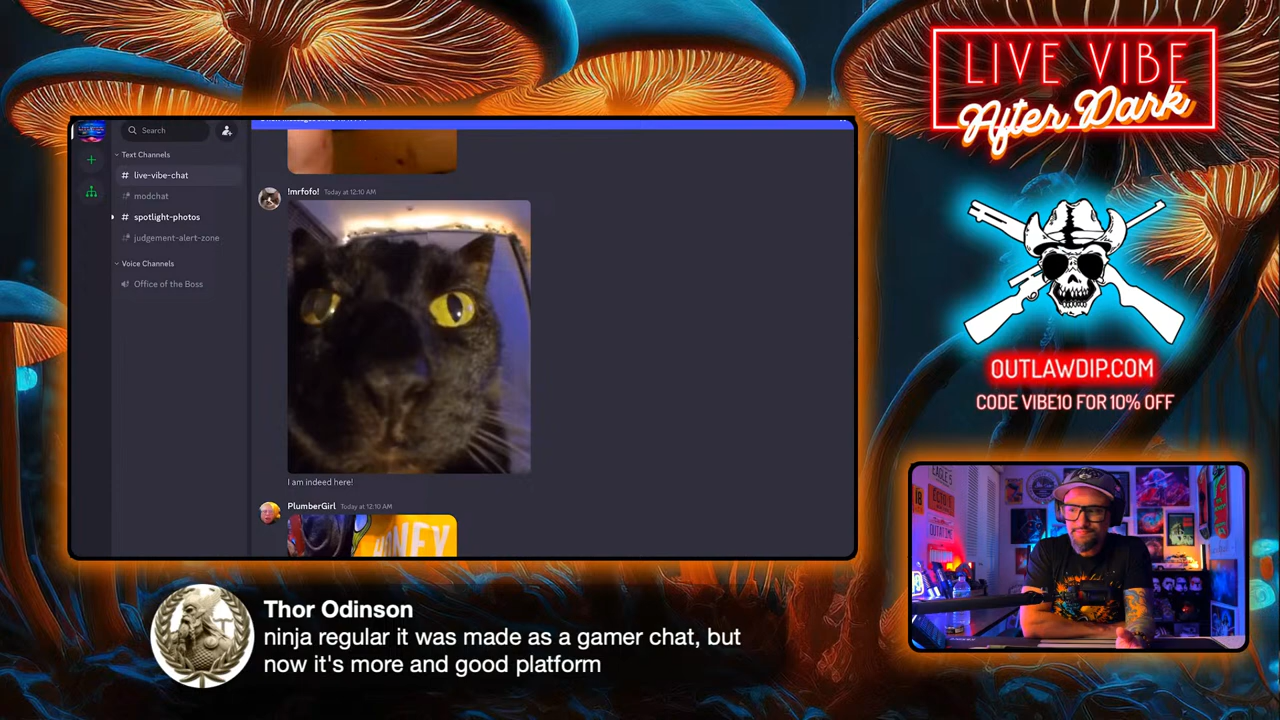 Search
Text Channels
live-vibe-chat
modchat
spotlight-photos
judgement-alert-zone
Voice Channels
Office of the Boss
!mrfofo! Today at 12:10 AM
I am indeed here!
PlumberGirl Today at 12:10 AM
HONEY
LIVE VIBE
After Dark
OUTLAWDIP.COM
CODE VIBE10 FOR 10% OFF
Thor Odinson
ninja regular it was made as a gamer chat, but
now it's more and good platform